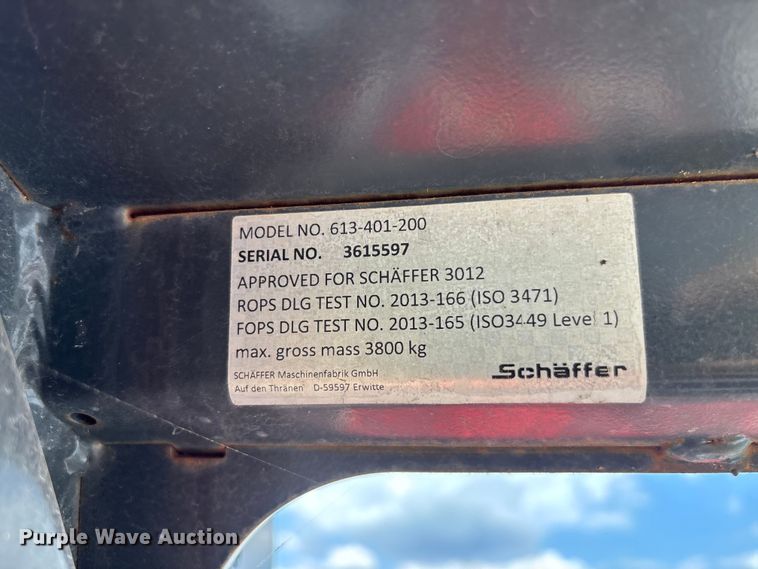 MODEL NO. 613-401-200
SERIAL NO. 3615597
APPROVED FOR SCHÄFFER 3012
ROPS DLG TEST NO. 2013-166 (ISO 3471)
FOPS DLG TEST NO. 2013-165 (ISO3449 Level 1)
max. gross mass 3800 kg
SCHÄFFER Maschinenfabrik GmbH
Auf den Thränen D-59597 Erwitte
Schäffer
Purple Wave Auction